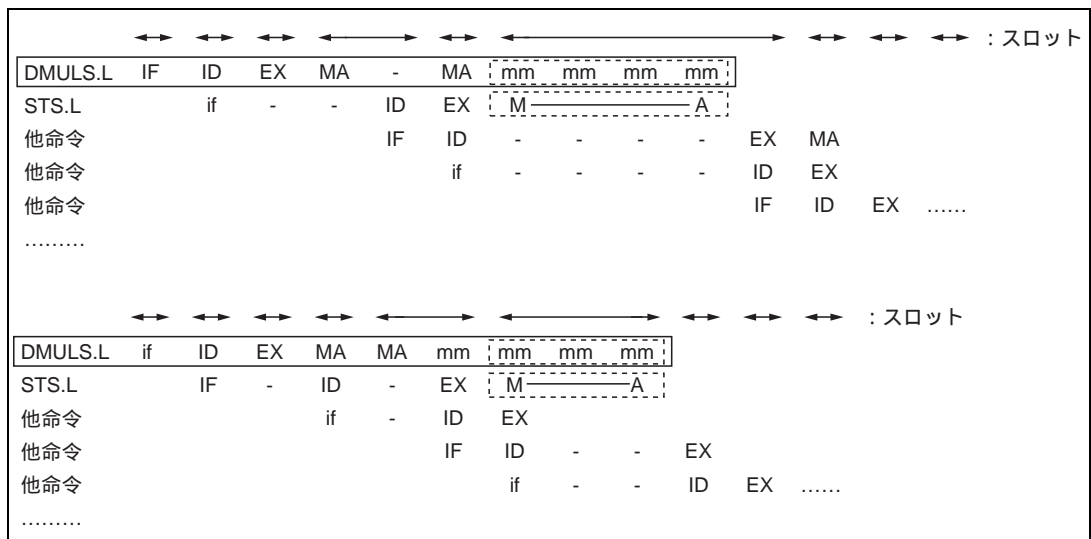 ：スロット
DMULS.L IF ID EX MA - MA mm mm mm mm
STS.L if - - ID EX M A
他命令 IF ID - - - - EX MA
他命令 if - - - - ID EX
他命令 IF ID EX ……
………
：スロット
DMULS.L if ID EX MA MA mm mm mm mm
STS.L IF - ID - EX M A
他命令 if - ID EX
他命令 IF ID - - EX
他命令 if - - ID EX ……
………